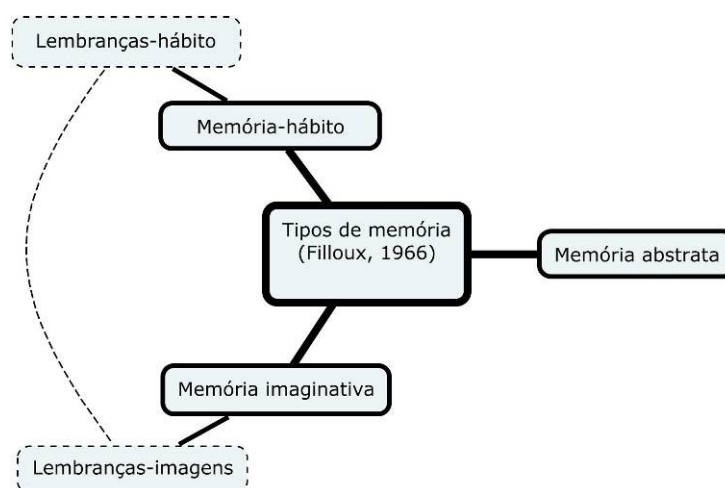 Lembranças-hábito
Memória-hábito
Tipos de memória
(Filloux, 1966)
Memória abstrata
Memória imaginativa
Lembranças-imagens